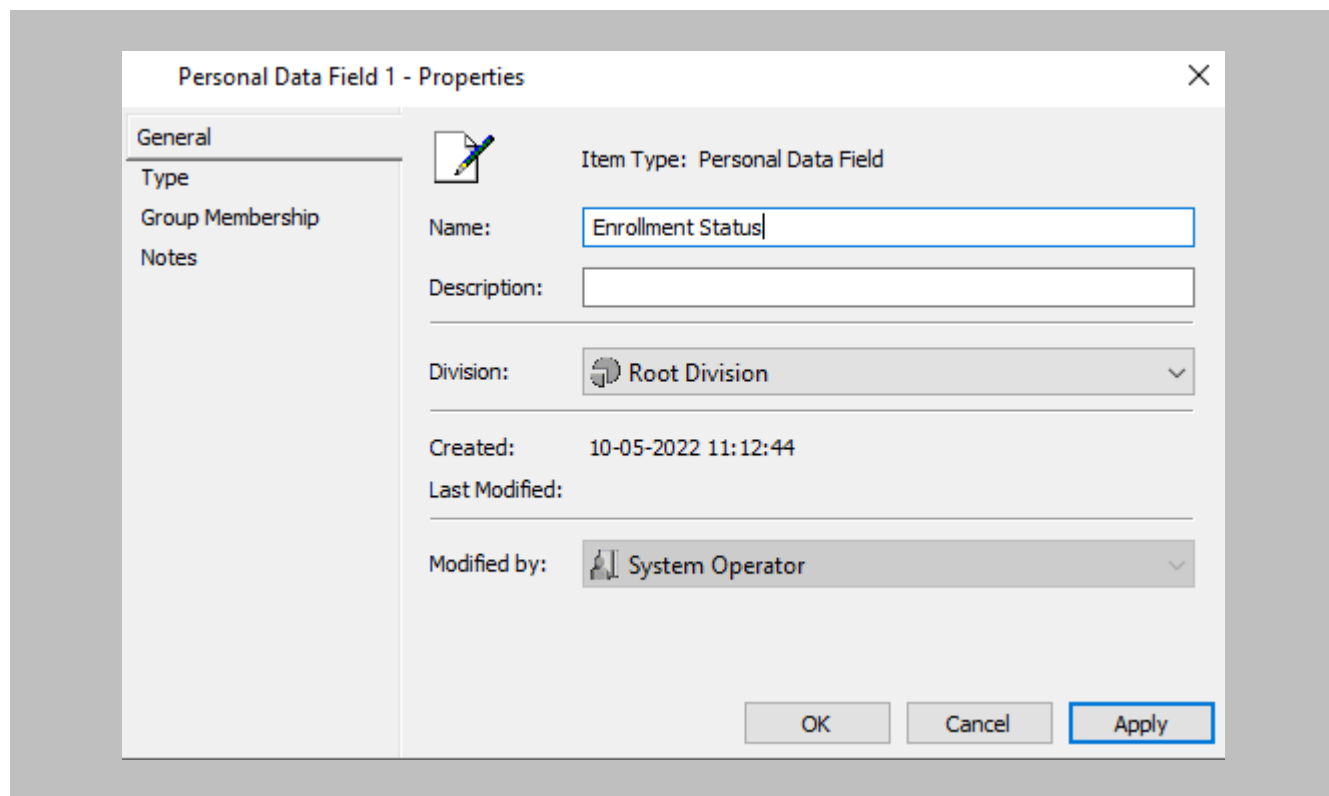 Personal Data Field 1 - Properties
General
Type
Group Membership
Notes
Item Type: Personal Data Field
Name: Enrollment Status
Description:
Division: Root Division
Created: 10-05-2022 11:12:44
Last Modified:
Modified by: System Operator
OK Cancel Apply